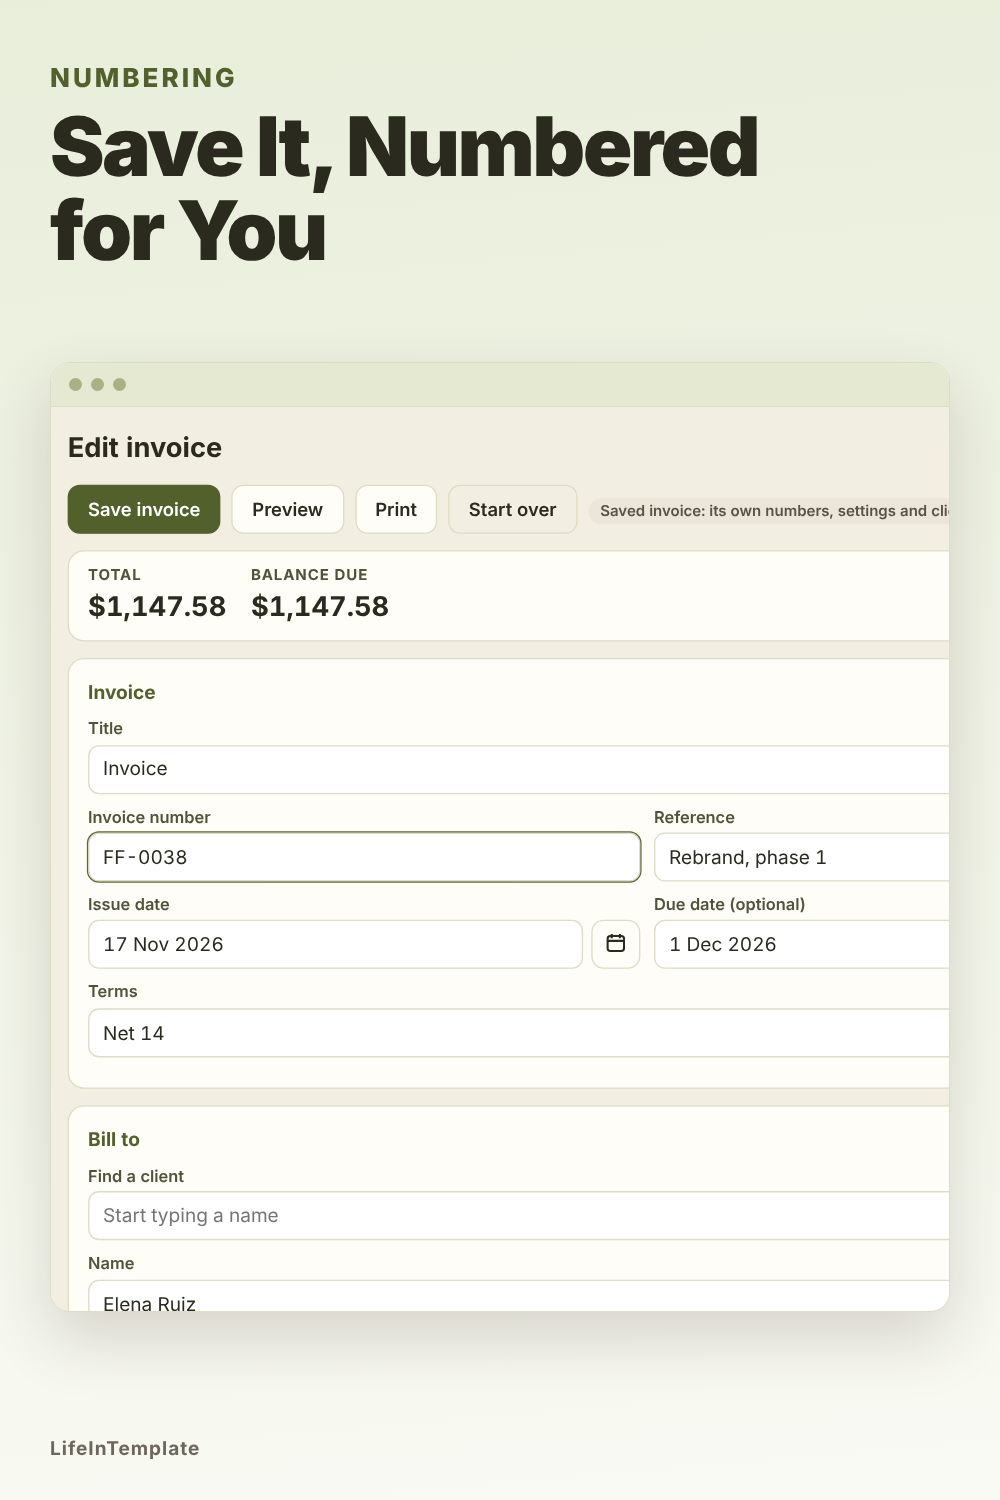 NUMBERING
Save It, Numbered
for You
Edit invoice
Save invoice Preview Print Start over Saved invoice: its own numbers, settings and
TOTAL BALANCE DUE
$1,147.58 $1,147.58
Invoice
Title
Invoice
Invoice number Reference
FF-0038 Rebrand, phase 1
Issue date Due date (optional)
17 Nov 2026 1 Dec 2026
Terms
Net 14
Bill to
Find a client
Start typing a name
Name
Elena Ruiz
LifeInTemplate